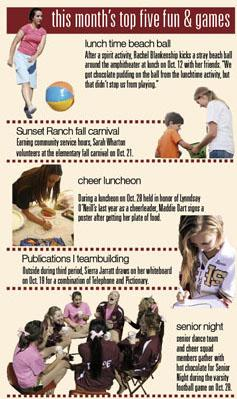 this month's top five fun & games
lunch time beach ball
After a spirit activity, Rachel Blankenship kicks a stray beach ball
around the amphitheater at lunch on Oct. 12 with her friends. "We
got chocolate pudding on the ball from the lunchtime activity, but
that didn't stop us from playing."
Sunset Ranch fall carnival
Earning community service hours, Sarah Wharton
volunteers at the elementary fall carnival on Oct. 21.
cheer luncheon
During a luncheon on Oct. 28 held in honor of Lynndsay
O'Neill's last year as a cheerleader, Maddie Dart signs a
poster after getting her plate of food.
Publications I teambuilding
Outside during third period, Sierra Jarratt draws on her whiteboard
on Oct. 19 for a combination of Telephone and Pictionary.
senior night
senior dance team
and cheer squad
members gather with
hot chocolate for Senior
Night during the varsity
football game on Oct. 28.